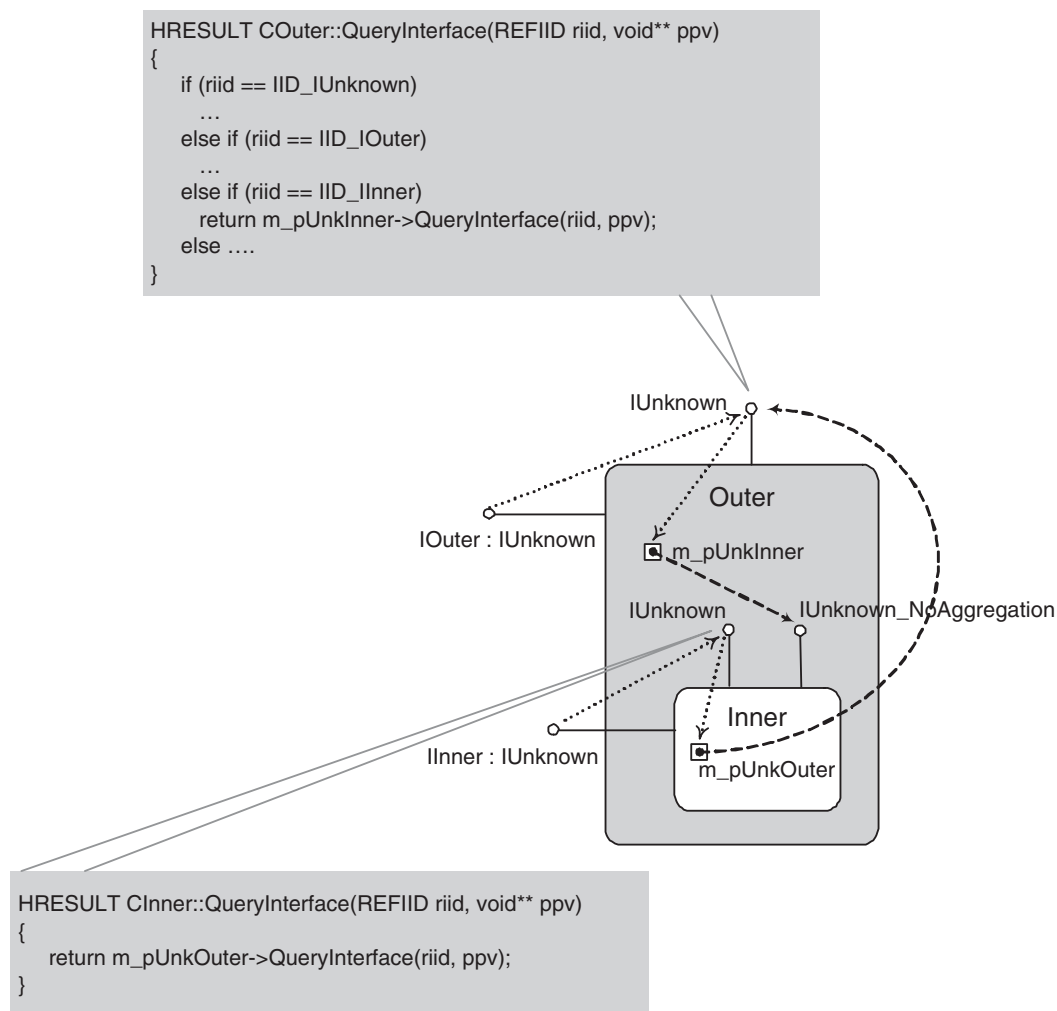 HRESULT COuter::QueryInterface(REFIID riid, void** ppv)
{
if (riid == IID_IUnknown)
…
else if (riid == IID_IOuter)
…
else if (riid == IID_IInner)
return m_pUnkInner->QueryInterface(riid, ppv);
else ….
}
IUnknown
Outer
IOuter : IUnknown
m_pUnkInner
IUnknown
IUnknown_NoAggregation
Inner
IInner : IUnknown
m_pUnkOuter
HRESULT CInner::QueryInterface(REFIID riid, void** ppv)
{
return m_pUnkOuter->QueryInterface(riid, ppv);
}